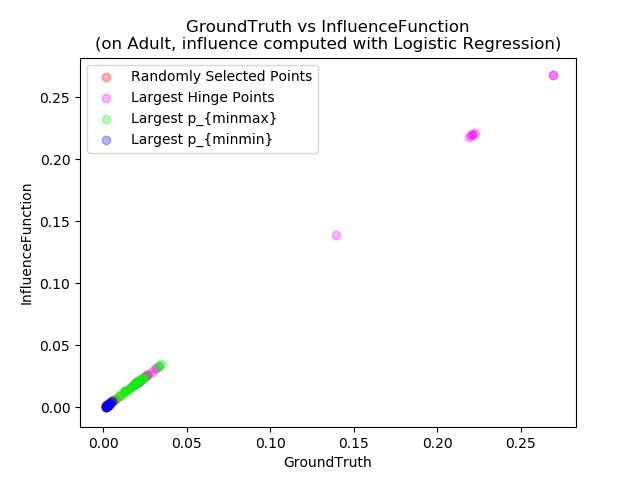 GroundTruth vs InfluenceFunction
(on Adult, influence computed with Logistic Regression)
Randomly Selected Points
Largest Hinge Points
Largest p_{minmax}
Largest p_{minmin}
InfluenceFunction
0.25
0.20
0.15
0.10
0.05
0.00
0.00 0.05 0.10 0.15 0.20 0.25
GroundTruth